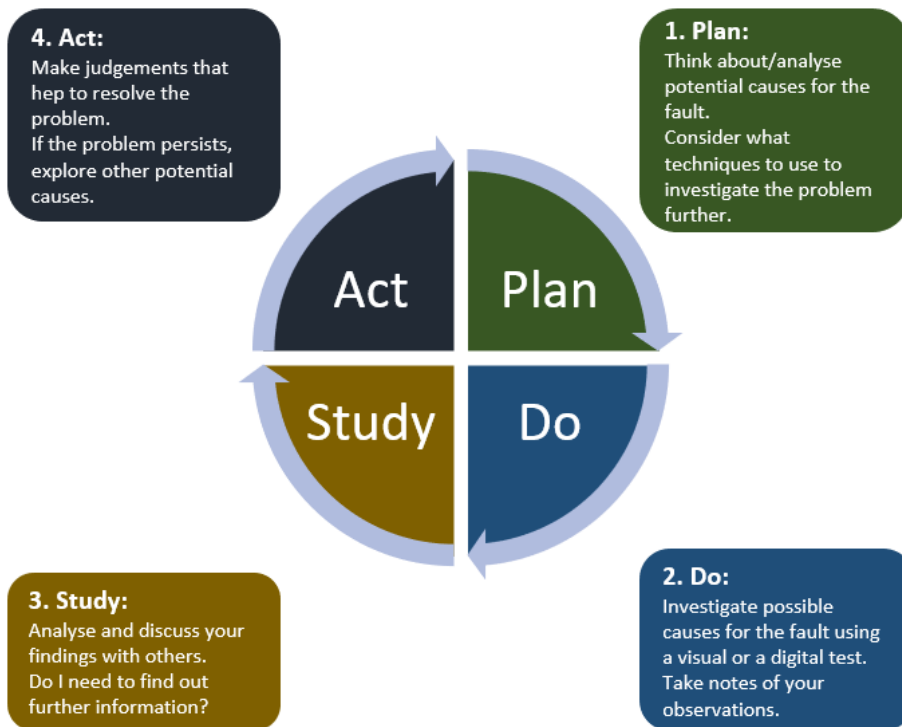 4. Act:
Make judgements that
hep to resolve the
problem.
If the problem persists,
explore other potential
causes.
1. Plan:
Think about/analyse
potential causes for the
fault.
Consider what
techniques to use to
investigate the problem
further.
Act
Plan
Study
Do
3. Study:
Analyse and discuss your
findings with others.
Do I need to find out
further information?
2. Do:
Investigate possible
causes for the fault using
a visual or a digital test.
Take notes of your
observations.